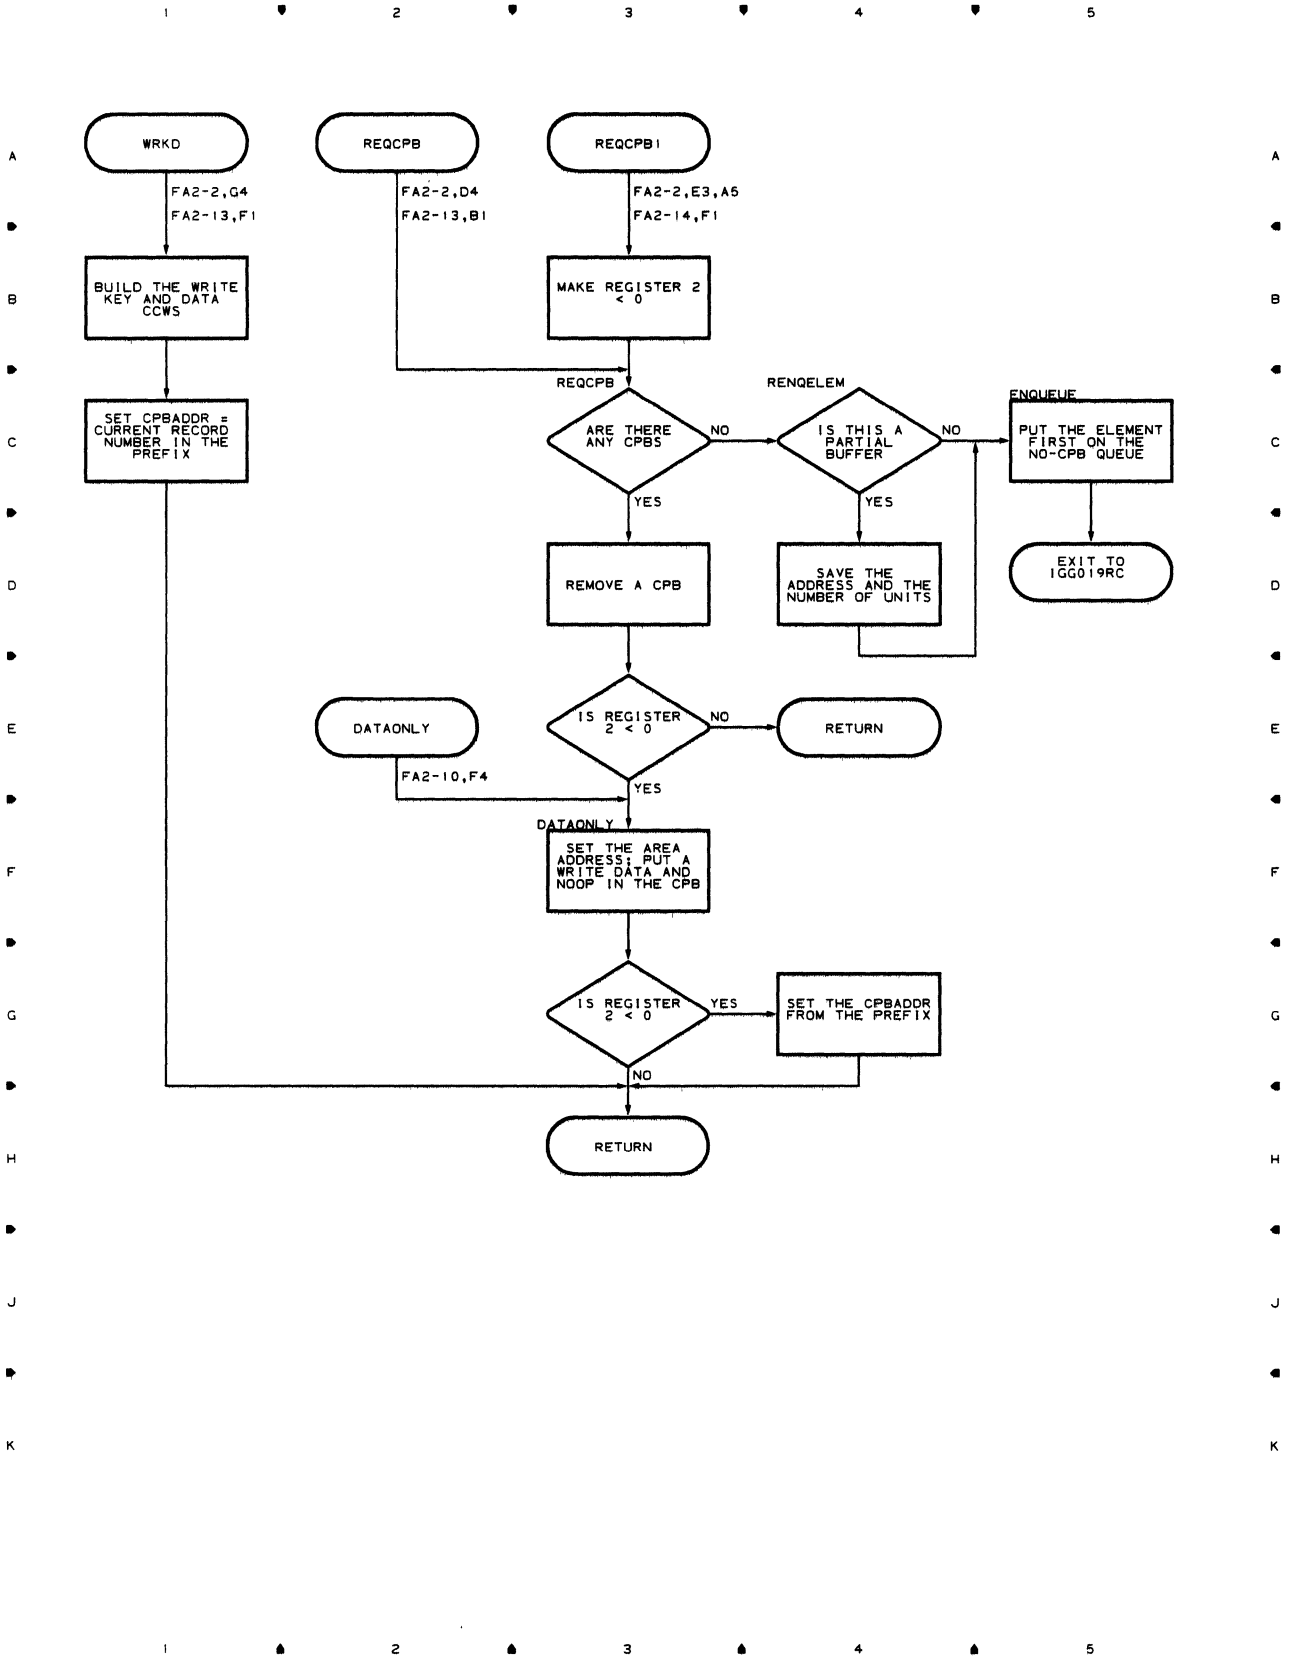 1 2 3 4 5
A A
WRKD
REQCPB
REQCPB1
FA2-2,G4
FA2-13,F1
FA2-2,D4
FA2-13,B1
FA2-2,E3,A5
FA2-14,F1
B B
BUILD THE WRITE
KEY AND DATA
CCWS
MAKE REGISTER 2
< 0
REQCPB
RENQELEM
ENQUEUE
C C
SET CPBADDR =
CURRENT RECORD
NUMBER IN THE
PREFIX
ARE THERE
ANY CPBS
NO
IS THIS A
PARTIAL
BUFFER
NO
PUT THE ELEMENT
FIRST ON THE
NO-CPB QUEUE
YES
YES
D D
REMOVE A CPB
SAVE THE
ADDRESS AND THE
NUMBER OF UNITS
EXIT TO
IGG019RC
E E
DATAONLY
IS REGISTER
2 < 0
NO
RETURN
FA2-10,F4
YES
DATAONLY
F F
SET THE AREA
ADDRESS; PUT A
WRITE DATA AND
NOOP IN THE CPB
G G
IS REGISTER
2 < 0
YES
SET THE CPBADDR
FROM THE PREFIX
NO
H H
RETURN
J J
K K
1 2 3 4 5